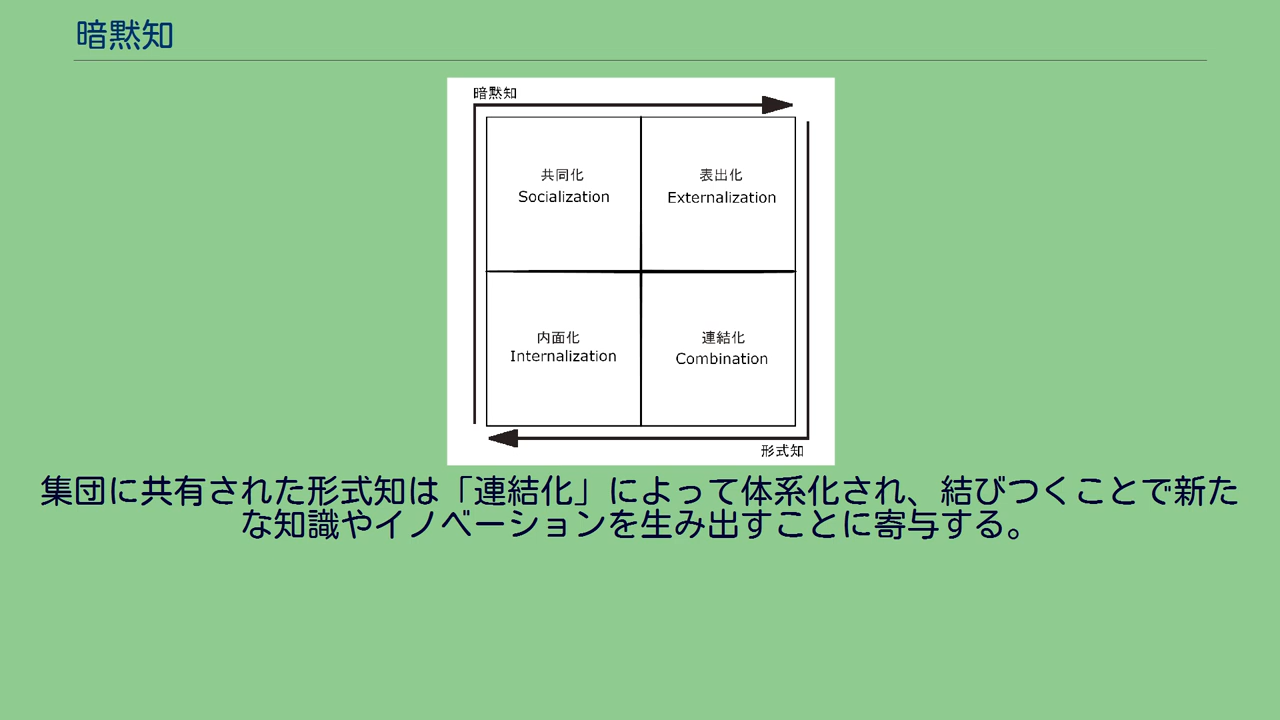 暗黙知
暗黙知
共同化
Socialization
表出化
Externalization
内面化
Internalization
連結化
Combination
形式知
集団に共有された形式知は「連結化」によって体系化され、結びつくことで新た
な知識やイノベーションを生み出すことに寄与する。